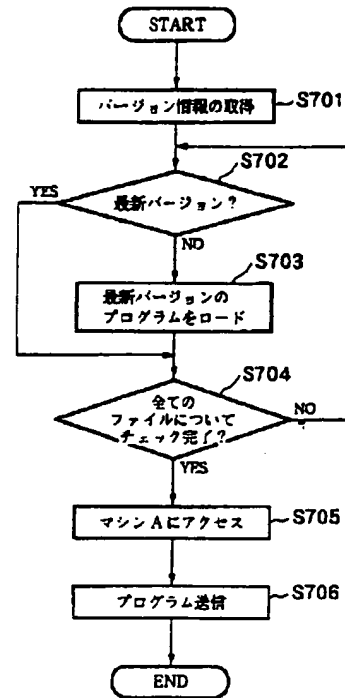 START
バージョン情報の取得
S701
S702
YES
最新バージョン？
NO
S703
最新バージョンの
プログラムをロード
S704
全ての
ファイルについて
チェック完了？
NO
YES
マシンAにアクセス
S705
プログラム送信
S706
END